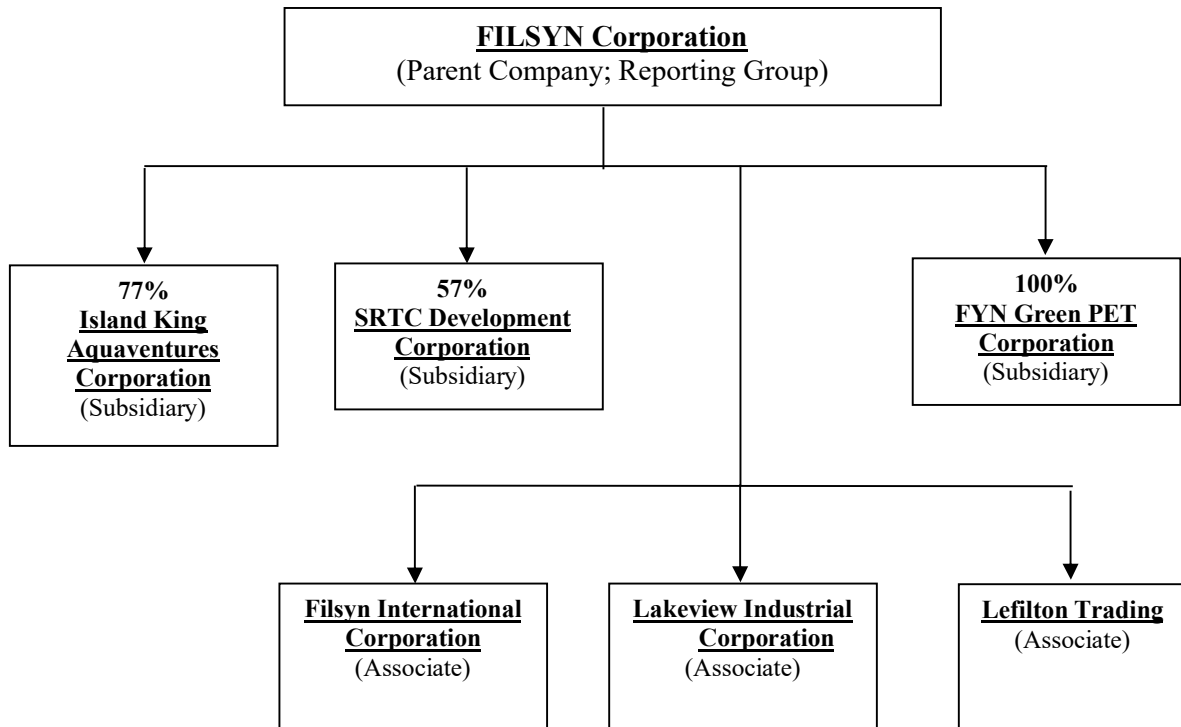 FILSYN Corporation
(Parent Company; Reporting Group)
77%
Island King
Aquaventures
Corporation
(Subsidiary)
57%
SRTC Development
Corporation
(Subsidiary)
100%
FYN Green PET
Corporation
(Subsidiary)
Filsyn International
Corporation
(Associate)
Lakeview Industrial
Corporation
(Associate)
Lefilton Trading
(Associate)